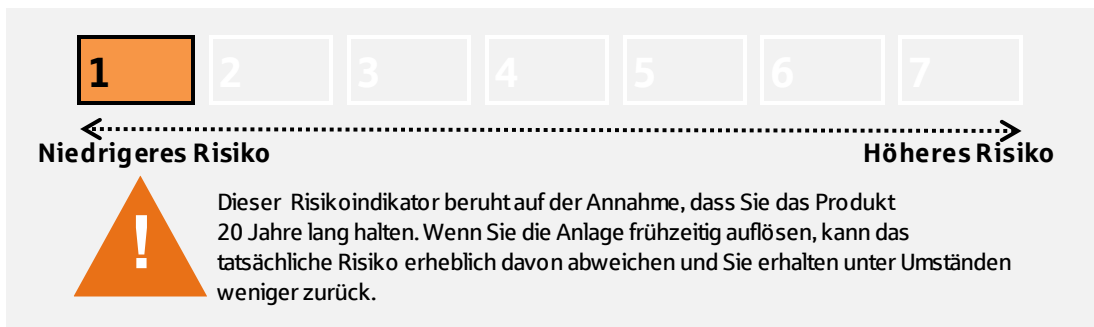 1 2 3 4 5 6 7
Niedrigeres Risiko Höheres Risiko
!
Dieser Risikoindikator beruht auf der Annahme, dass Sie das Produkt
20 Jahre lang halten. Wenn Sie die Anlage frühzeitig auflösen, kann das
tatsächliche Risiko erheblich davon abweichen und Sie erhalten unter Umständen
weniger zurück.